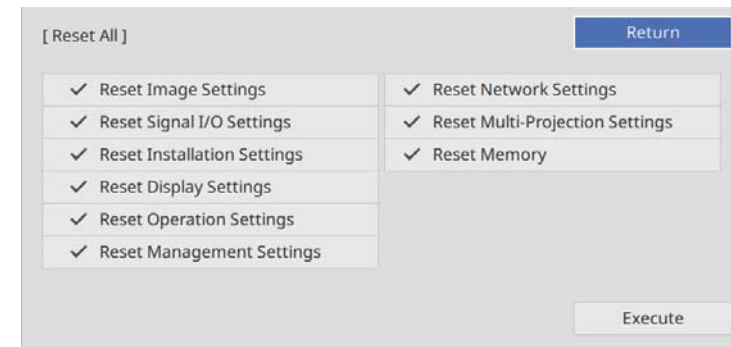 [ Reset All ]
Return
Reset Image Settings
Reset Signal I/O Settings
Reset Installation Settings
Reset Display Settings
Reset Operation Settings
Reset Management Settings
Reset Network Settings
Reset Multi-Projection Settings
Reset Memory
Execute